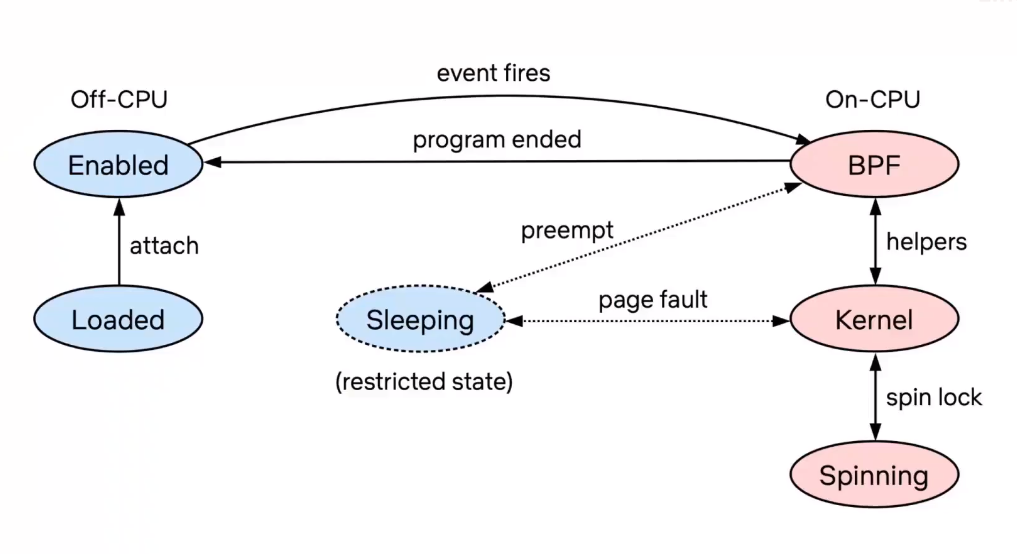 event fires
Off-CPU
On-CPU
program ended
Enabled
BPF
preempt
attach
helpers
page fault
Loaded
Sleeping
Kernel
(restricted state)
spin lock
Spinning